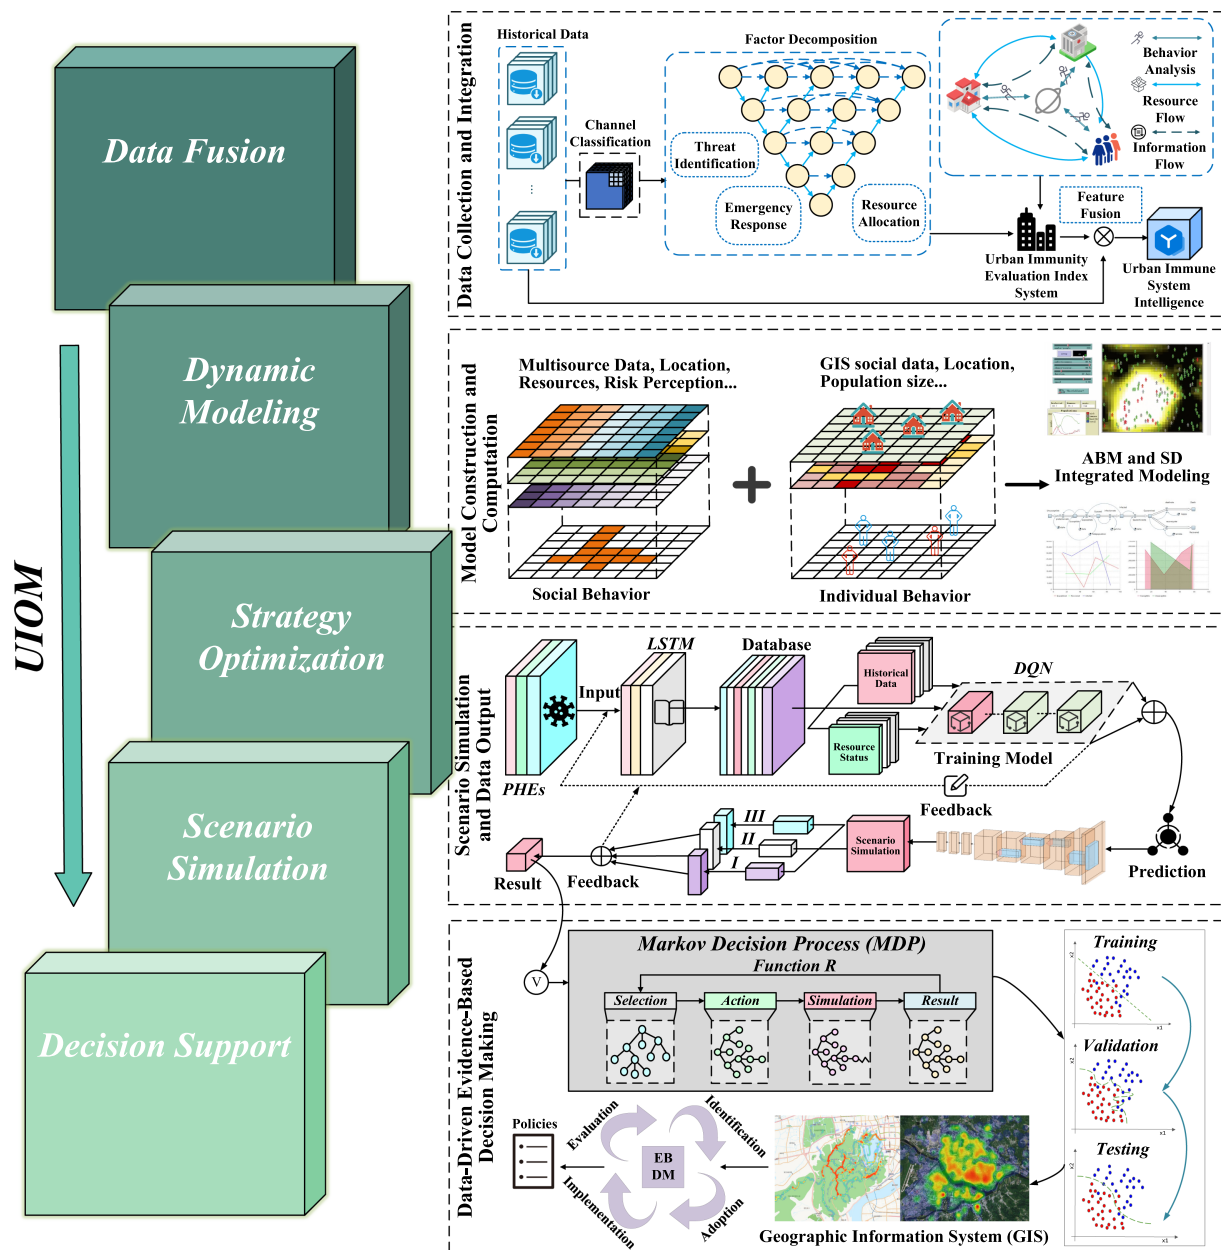 UIOM
Data Fusion
Dynamic
Modeling
Strategy
Optimization
Scenario
Simulation
Decision Support
Data Collection and Integration
Historical Data
...
Channel
Classification
Factor Decomposition
Threat
Identification
Emergency
Response
Resource
Allocation
Behavior
Analysis
Resource
Flow
Information
Flow
Feature
Fusion
Urban Immunity
Evaluation Index
System
Urban Immune
System
Intelligence
Model Construction and
Computation
Multisource Data, Location,
Resources, Risk Perception...
GIS social data, Location,
Population size...
Social Behavior
Individual Behavior
ABM and SD
Integrated Modeling
Scenario Simulation
and Data Output
PHEs
Input
LSTM
Database
Historical
Data
Resource
Status
DQN
Training Model
Feedback
Prediction
Scenario
Simulation
III
II
I
Feedback
Result
Data-Driven Evidence-Based
Decision Making
V
Markov Decision Process (MDP)
Function R
Selection
Action
Simulation
Result
Training
x2
x1
Validation
x2
x1
Testing
x2
x1
Policies
Evaluation
Identification
EB
DM
Implementation
Adoption
Geographic Information System (GIS)